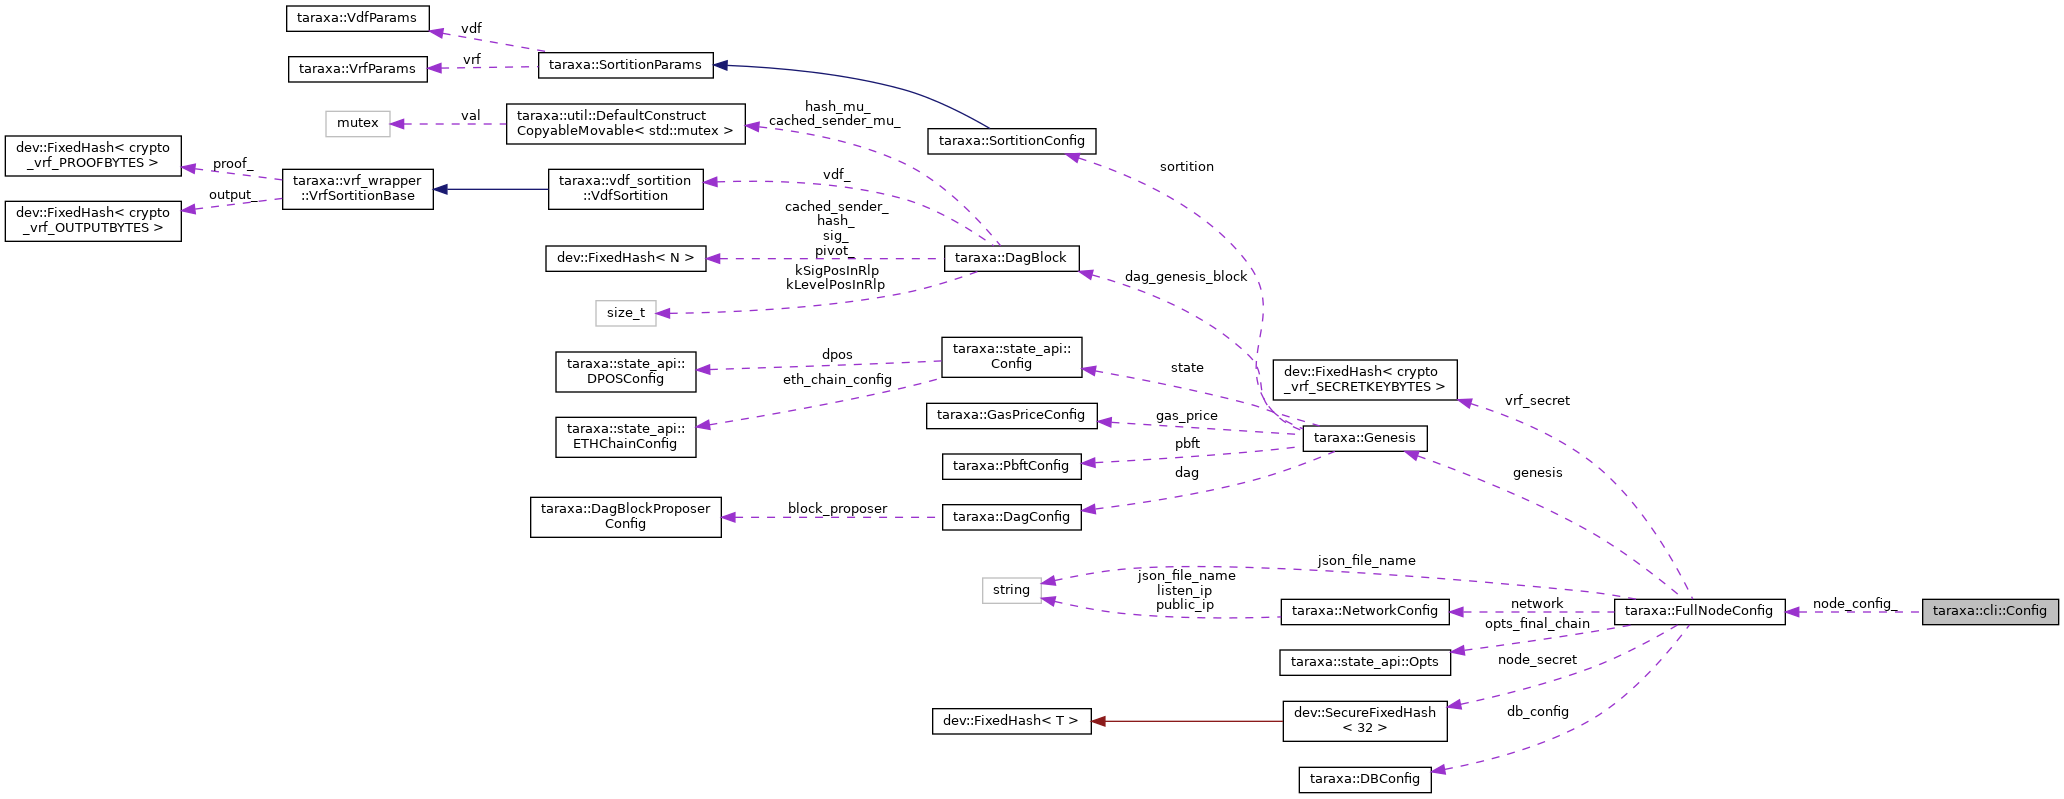 taraxa::VdfParams
vdf
taraxa::VrfParams
vrf
taraxa::SortitionParams
mutex
val
taraxa::util::DefaultConstruct
CopyableMovable< std::mutex >
hash_mu_
cached_sender_mu_
taraxa::SortitionConfig
sortition
dev::FixedHash< crypto
_vrf_PROOFBYTES >
proof_
output_
dev::FixedHash< crypto
_vrf_OUTPUTBYTES >
taraxa::vrf_wrapper
::VrfSortitionBase
taraxa::vdf_sortition
::VdfSortition
vdf_
cached_sender_
hash_
sig_
pivot_
dev::FixedHash< N >
taraxa::DagBlock
kSigPosInRlp
kLevelPosInRlp
size_t
dag_genesis_block
taraxa::state_api::
DPOSConfig
dpos
taraxa::state_api::
Config
state
eth_chain_config
taraxa::state_api::
ETHChainConfig
taraxa::GasPriceConfig
gas_price
taraxa::PbftConfig
pbft
taraxa::Genesis
dev::FixedHash< crypto
_vrf_SECRETKEYBYTES >
vrf_secret
genesis
taraxa::DagBlockProposer
Config
block_proposer
taraxa::DagConfig
dag
string
json_file_name
json_file_name
listen_ip
public_ip
taraxa::NetworkConfig
network
taraxa::FullNodeConfig
node_config_
taraxa::cli::Config
opts_final_chain
taraxa::state_api::Opts
node_secret
dev::FixedHash< T >
dev::SecureFixedHash
< 32 >
db_config
taraxa::DBConfig